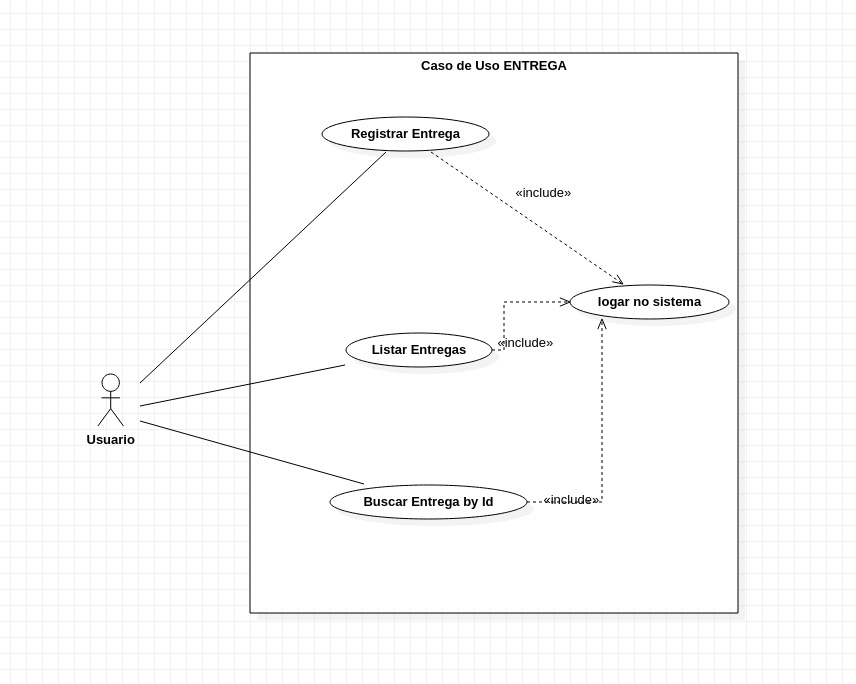 Caso de Uso ENTREGA
Registrar Entrega
«include»
logar no sistema
«include»
Listar Entregas
Usuario
Buscar Entrega by Id
«include»